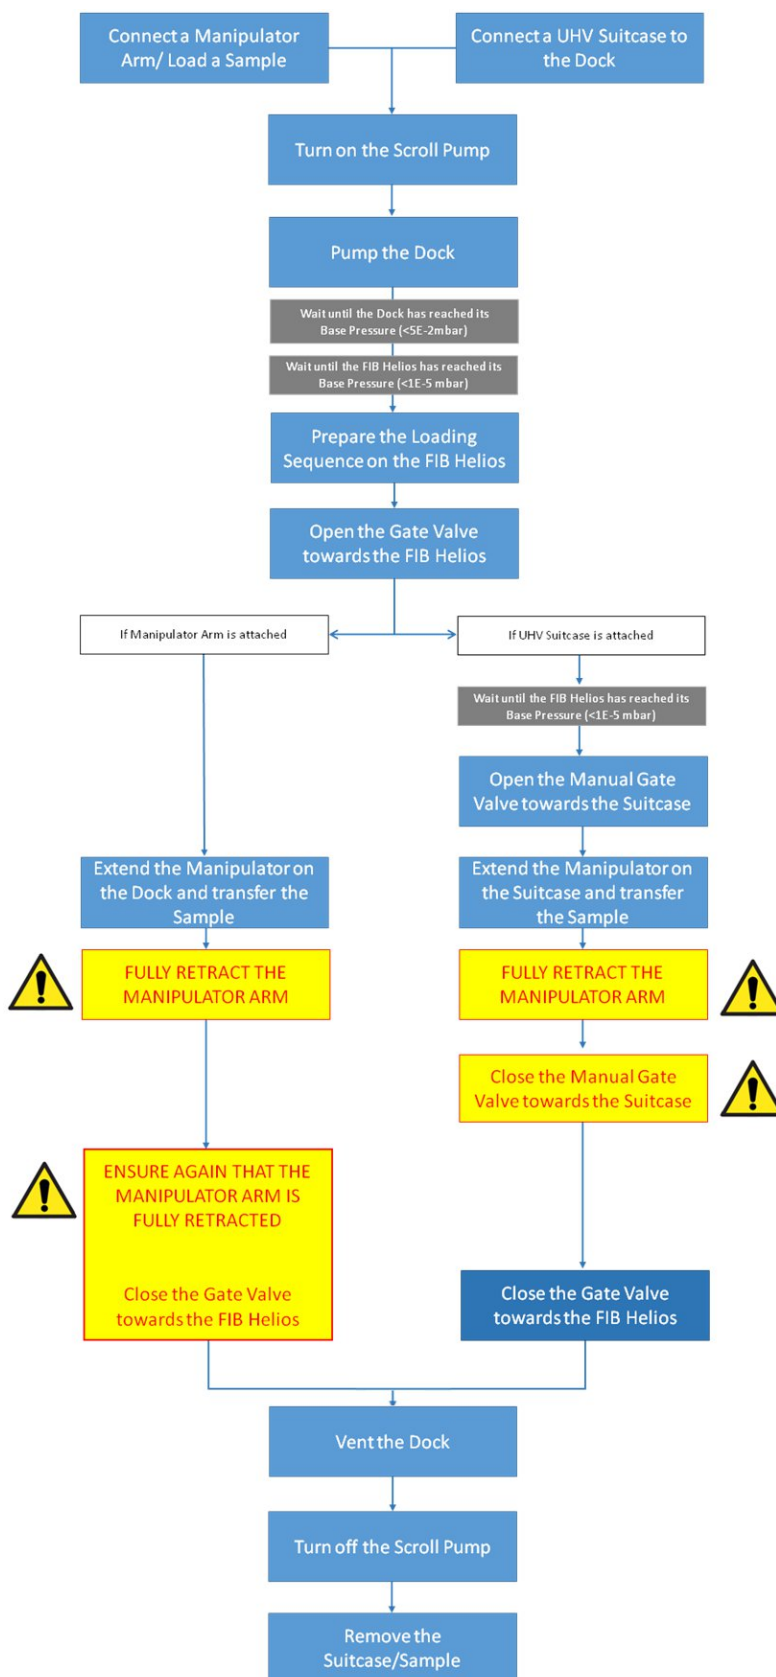 Connect a Manipulator
Arm/ Load a Sample
Connect a UHV Suitcase to
the Dock
Turn on the Scroll Pump
Pump the Dock
Wait until the Dock has reached its
Base Pressure (<5E-2mbar)
Wait until the FIB Helios has reached its
Base Pressure (<1E-5 mbar)
Prepare the Loading
Sequence on the FIB Helios
Open the Gate Valve
towards the FIB Helios
If Manipulator Arm is attached
If UHV Suitcase is attached
Wait until the FIB Helios has reached its
Base Pressure (<1E-5 mbar)
Open the Manual Gate
Valve towards the Suitcase
Extend the Manipulator on
the Dock and transfer the
Sample
Extend the Manipulator on
the Suitcase and transfer
the Sample
FULLY RETRACT THE
MANIPULATOR ARM
FULLY RETRACT THE
MANIPULATOR ARM
Close the Manual Gate
Valve towards the Suitcase
ENSURE AGAIN THAT THE
MANIPULATOR ARM IS
FULLY RETRACTED
Close the Gate Valve
towards the FIB Helios
Close the Gate Valve
towards the FIB Helios
Vent the Dock
Turn off the Scroll Pump
Remove the
Suitcase/Sample